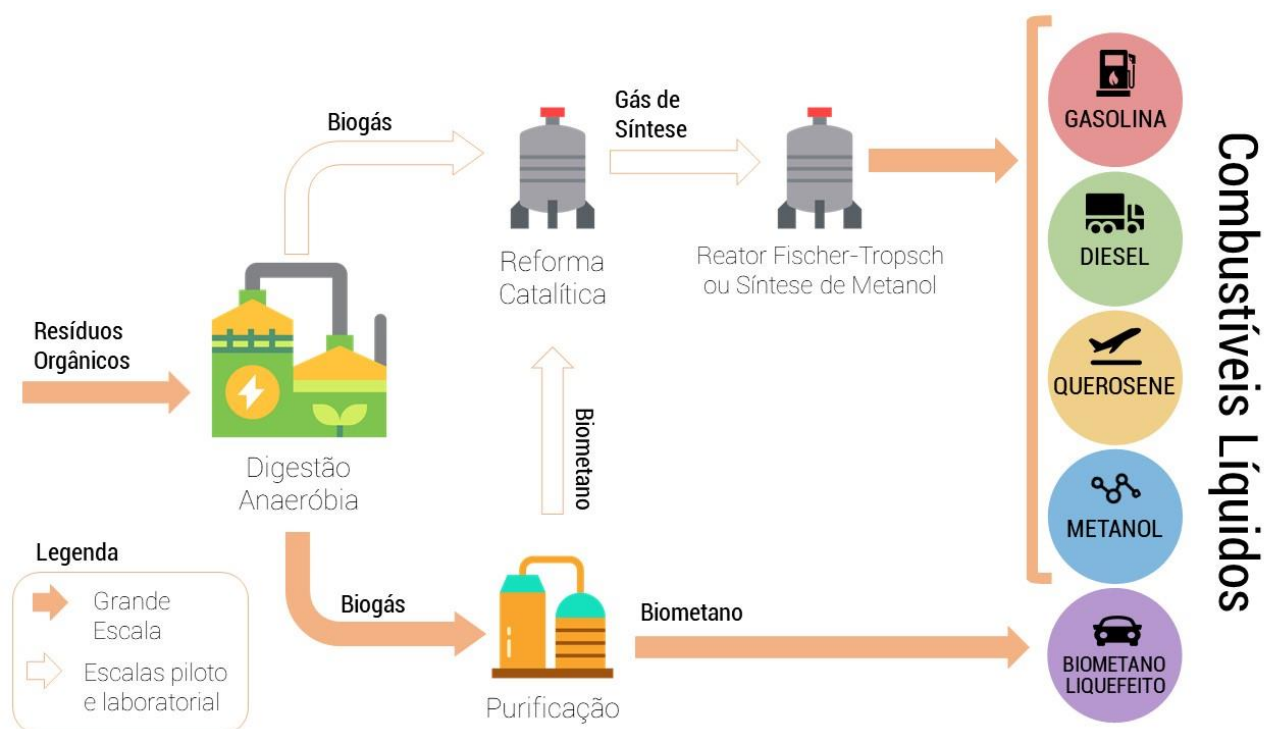 Biogás
Gás de
Síntese
Reforma
Catalítica
Reator Fischer-Tropsch
ou Síntese de Metanol
Resíduos
Orgânicos
Digestão
Anaeróbia
Biometano
Biogás
Purificação
Biometano
GASOLINA
DIESEL
QUEROSENE
METANOL
BIOMETANO
LIQUEFEITO
Combustíveis Líquidos
Legenda
Grande
Escala
Escalas piloto
e laboratorial